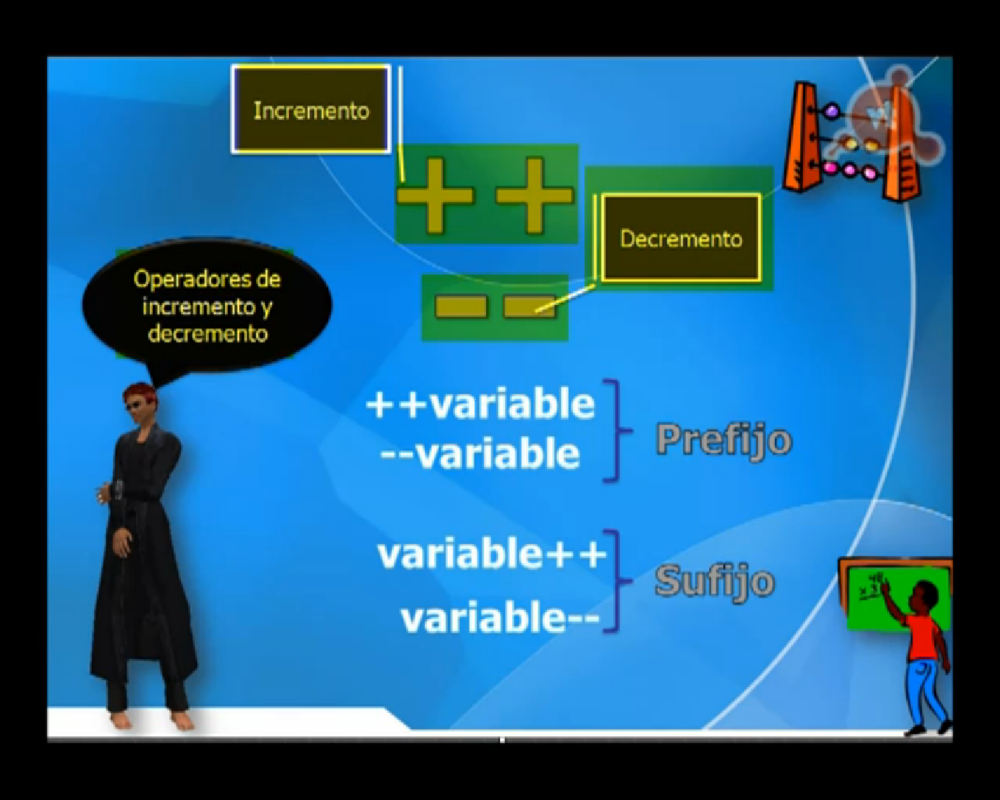 Incremento
++
Decremento
--
Operadores de
incremento y
decremento
++variable
--variable
Prefijo
variable++
variable--
Sufijo